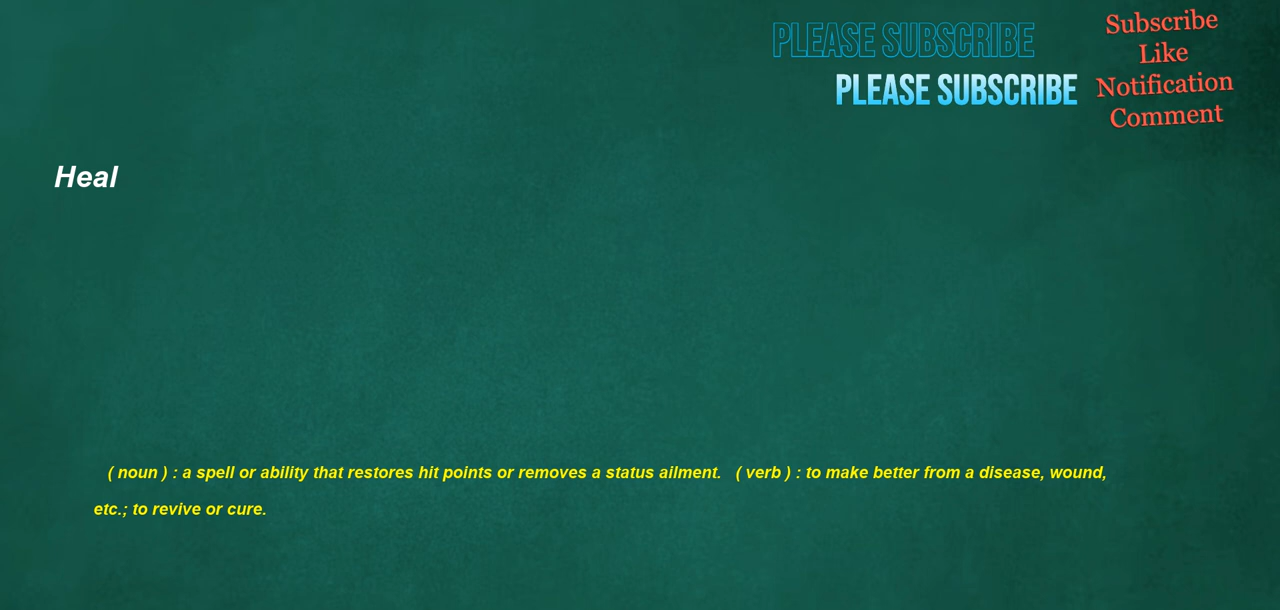 PLEASE SUBSCRIBE
PLEASE SUBSCRIBE
Subscribe
Like
Notification
Comment
Heal
( noun ) : a spell or ability that restores hit points or removes a status ailment. ( verb ) : to make better from a disease, wound,
etc.; to revive or cure.